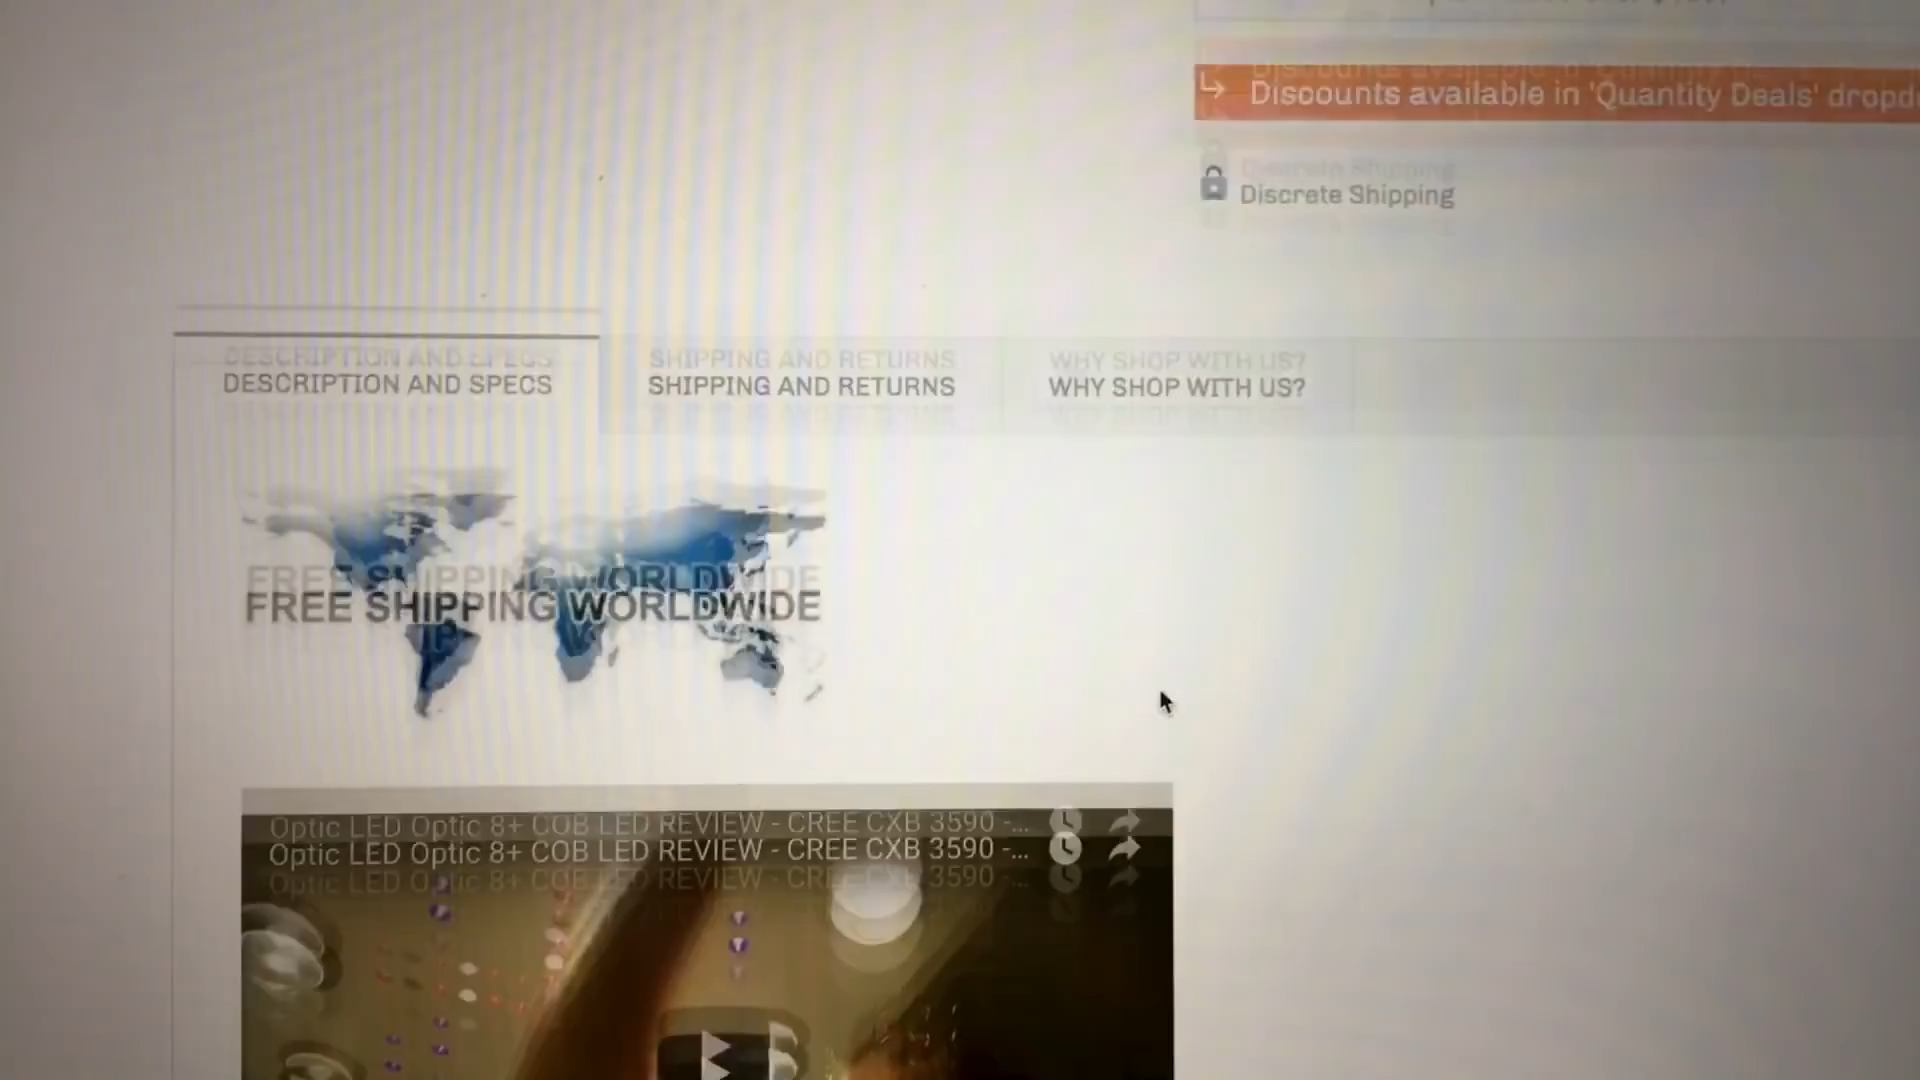 Discounts available in 'Quantity Deals'
Discrete Shipping
DESCRIPTION AND SPECS
SHIPPING AND RETURNS
WHY SHOP WITH US?
FREE SHIPPING WORLDWIDE
Optic LED Optic 8+ COB LED REVIEW - CREE CXB 3590 -...